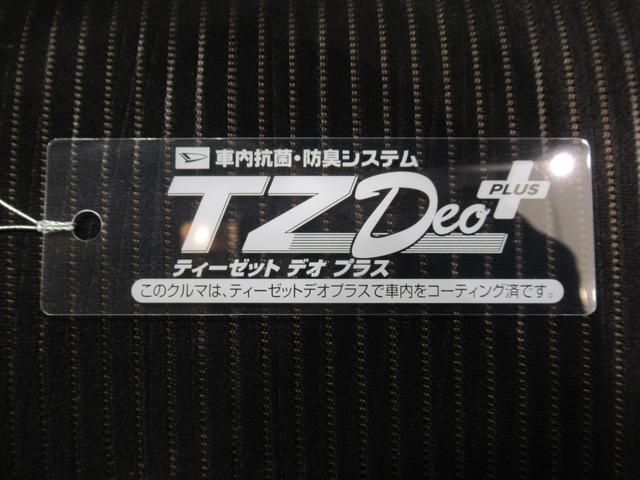 車内抗菌・防臭システム
TZ Deo PLUS
ティーゼット デオ プラス
このクルマは、ティーゼットデオプラスで車内をコーティング済です。